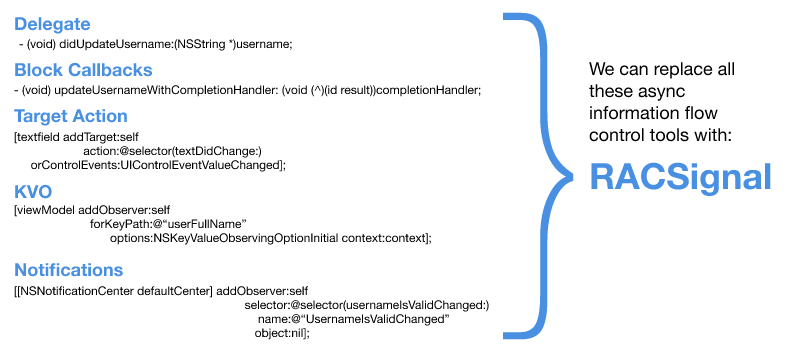 Delegate
- (void) didUpdateUsername:(NSString *)username;
Block Callbacks
- (void) updateUsernameWithCompletionHandler: (void (^)(id result))completionHandler;
Target Action
[textfield addTarget:self
action:@selector(textDidChange:)
orControlEvents:UIControlEventValueChanged];
KVO
[viewModel addObserver:self
forKeyPath:@“userFullName”
options:NSKeyValueObservingOptionInitial context:context];
Notifications
[[NSNotificationCenter defaultCenter] addObserver:self
selector:@selector(usernameIsValidChanged:)
name:@“UsernameIsValidChanged”
object:nil];
We can replace all
these async
information flow
control tools with:
RACSignal